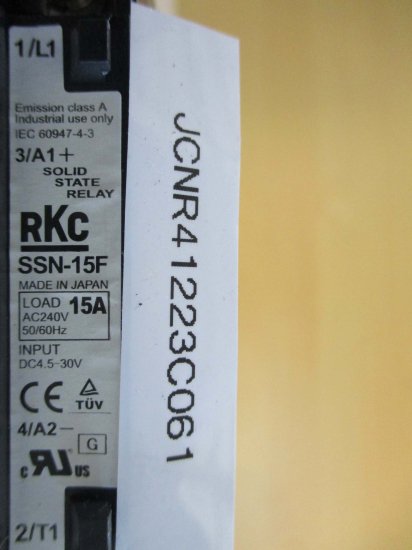 1/L1
Emission class A
Industrial use only
IEC 60947-4-3
3/A1+
SOLID
STATE
RELAY
RKC
SSN-15F
MADE IN JAPAN
LOAD 15A
AC240V
50/60Hz
INPUT
DC4.5-30V
CE TÜV
4/A2-
G
c RU US
2/T1
JCNR41223C061